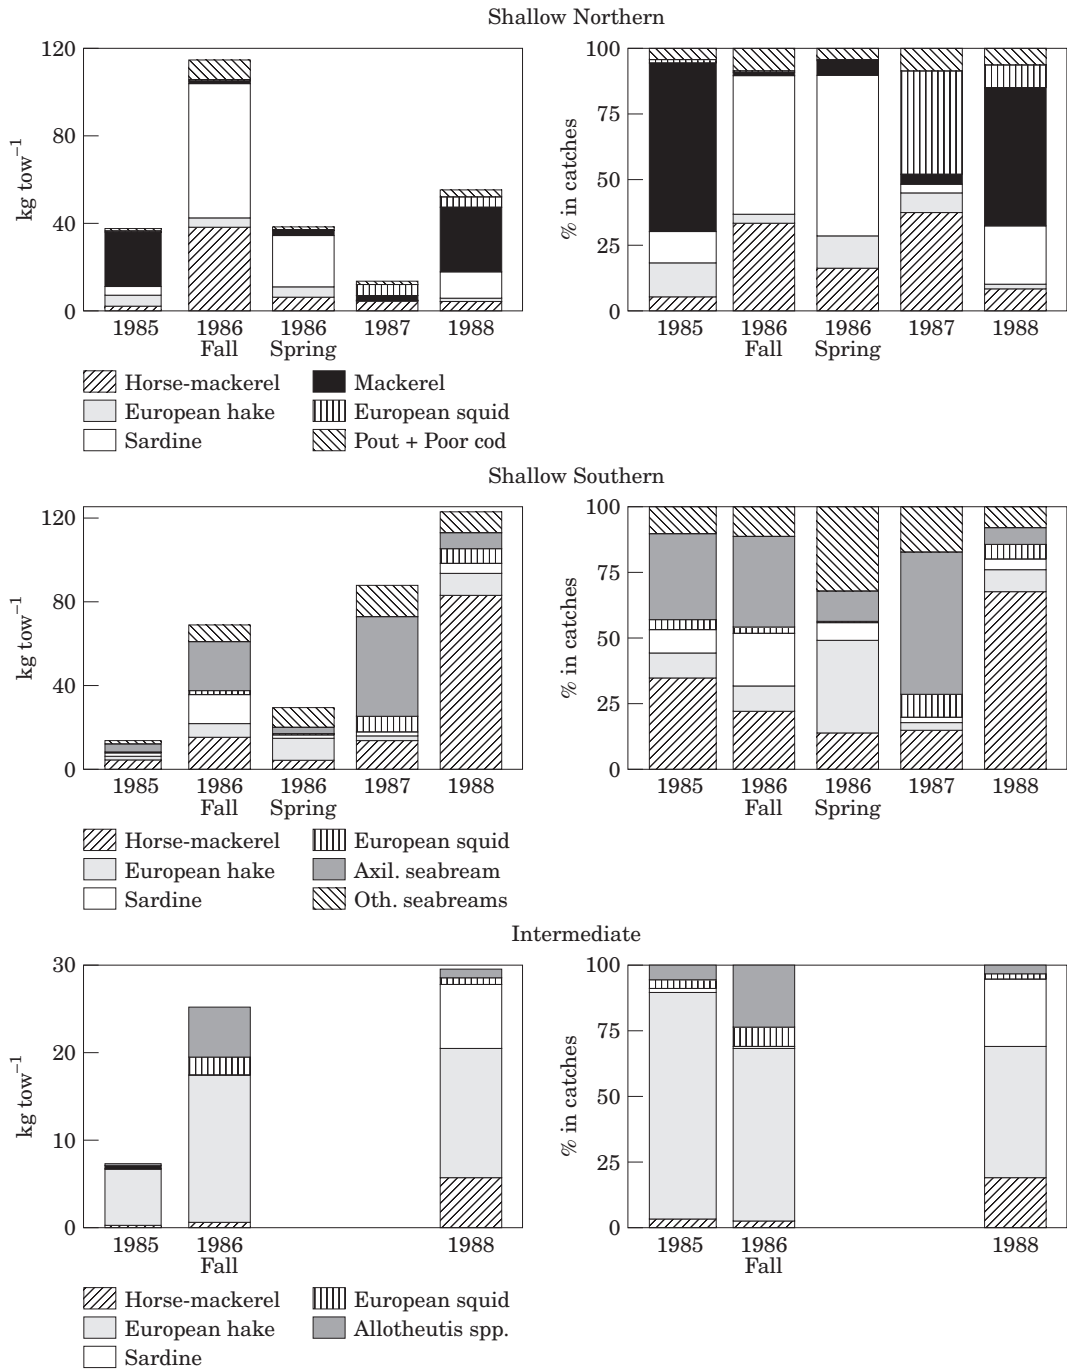 Shallow Northern
120
80
40
0
kg tow−1
1985
1986
Fall
1986
Spring
1987
1988
100
75
50
25
0
% in catches
1985
1986
Fall
1986
Spring
1987
1988
Horse-mackerel
European hake
Sardine
Mackerel
European squid
Pout + Poor cod
Shallow Southern
120
80
40
0
kg tow−1
1985
1986
Fall
1986
Spring
1987
1988
100
75
50
25
0
% in catches
1985
1986
Fall
1986
Spring
1987
1988
Horse-mackerel
European hake
Sardine
European squid
Axil. seabream
Oth. seabreams
Intermediate
30
20
10
0
kg tow−1
1985
1986
Fall
1988
100
75
50
25
0
% in catches
1985
1986
Fall
1988
Horse-mackerel
European hake
Sardine
European squid
Allotheutis spp.